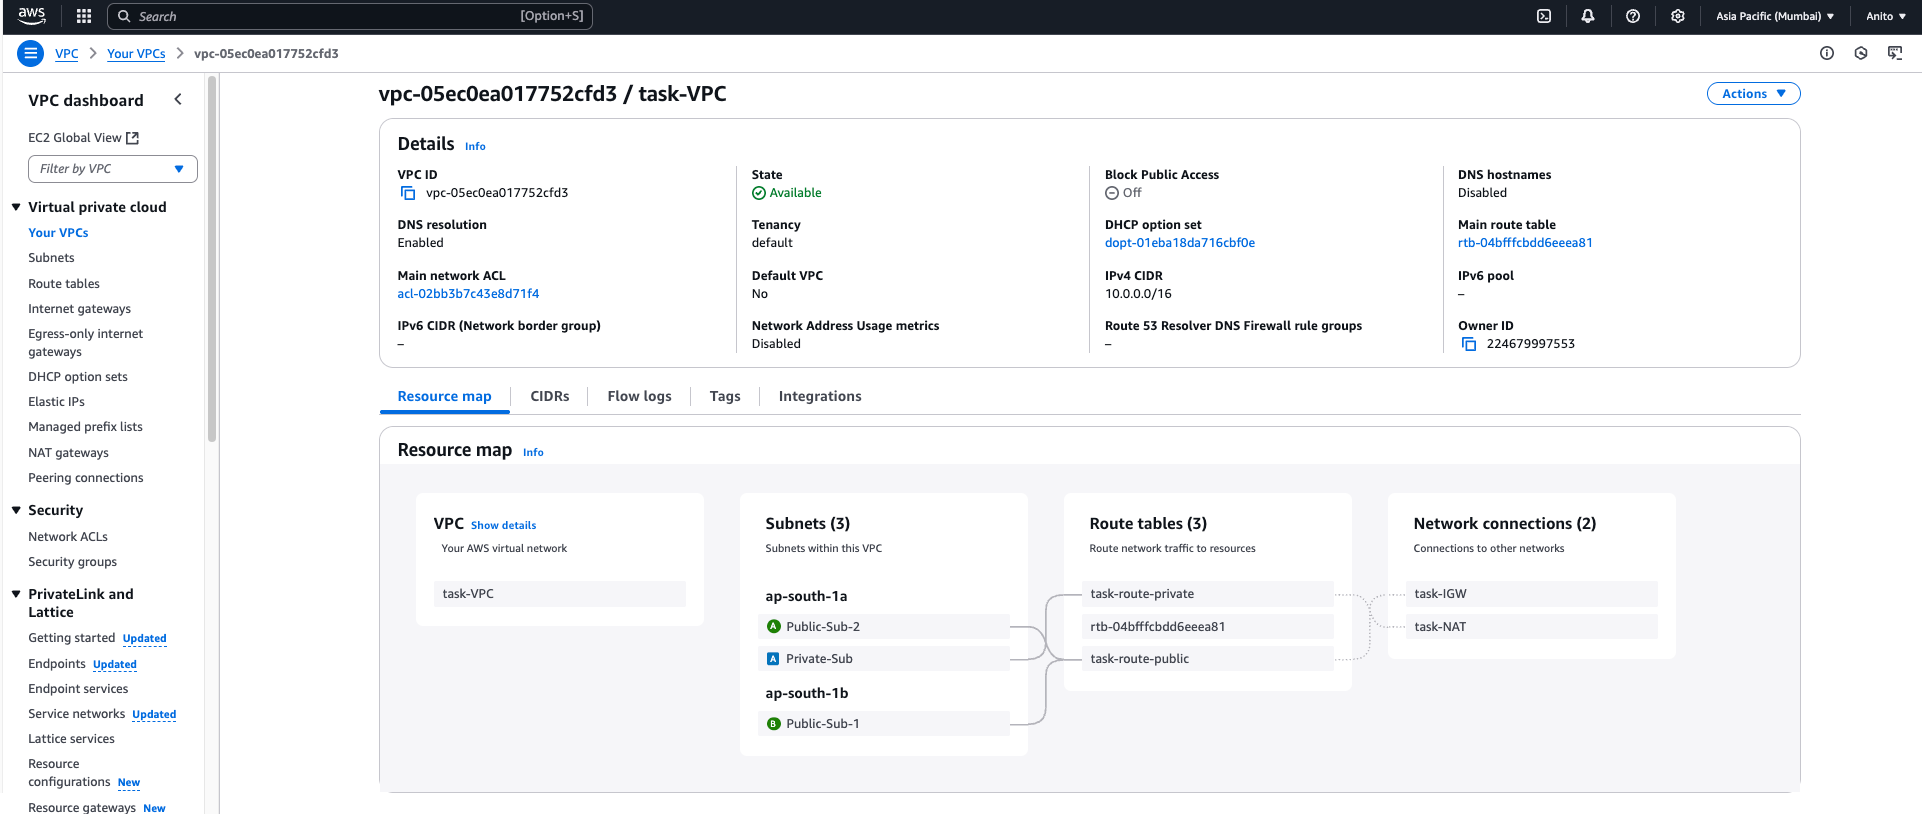 aws
Search [Option+S]
Asia Pacific (Mumbai) Anito
VPC Your VPCs vpc-05ec0ea017752cfd3
VPC dashboard
EC2 Global View
Filter by VPC
Virtual private cloud
Your VPCs
Subnets
Route tables
Internet gateways
Egress-only internet
gateways
DHCP option sets
Elastic IPs
Managed prefix lists
NAT gateways
Peering connections
Security
Network ACLs
Security groups
PrivateLink and
Lattice
Getting started Updated
Endpoints Updated
Endpoint services
Service networks Updated
Lattice services
Resource
configurations New
Resource gateways New
vpc-05ec0ea017752cfd3 / task-VPC
Actions
Details Info
VPC ID
vpc-05ec0ea017752cfd3
State
Available
Block Public Access
Off
DNS hostnames
Disabled
DNS resolution
Enabled
Tenancy
default
DHCP option set
dopt-01eba18da716cbf0e
Main route table
rtb-04bfffcbdd6eeea81
Main network ACL
acl-02bb3b7c43e8d71f4
Default VPC
No
IPv4 CIDR
10.0.0.0/16
IPv6 pool
–
IPv6 CIDR (Network border group)
–
Network Address Usage metrics
Disabled
Route 53 Resolver DNS Firewall rule groups
–
Owner ID
224679997553
Resource map CIDRs Flow logs Tags Integrations
Resource map Info
VPC Show details
Your AWS virtual network
task-VPC
Subnets (3)
Subnets within this VPC
ap-south-1a
A Public-Sub-2
A Private-Sub
ap-south-1b
B Public-Sub-1
Route tables (3)
Route network traffic to resources
task-route-private
rtb-04bfffcbdd6eeea81
task-route-public
Network connections (2)
Connections to other networks
task-IGW
task-NAT